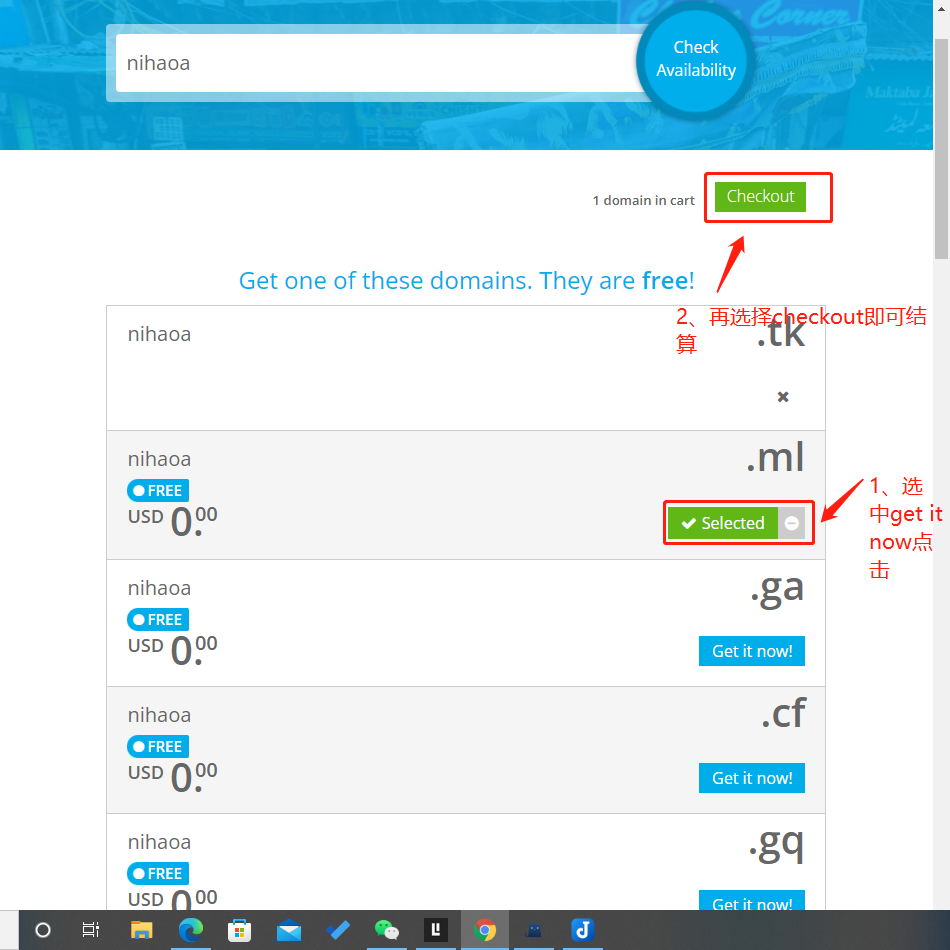 Corner
Check
nihaoa
Availability
1 domain in cart
Checkout
Get one of these domains. They are free!
2、再选择checkout即可结
算
nihaoa
.tk
nihaoa
.ml
FREE
USD 0.00
Selected
1、选
中get it
now点
击
nihaoa
.ga
FREE
USD 0.00
Get it now!
nihaoa
.cf
FREE
USD 0.00
Get it now!
nihaoa
.gq
FREE
USD 0.00
Get it now!